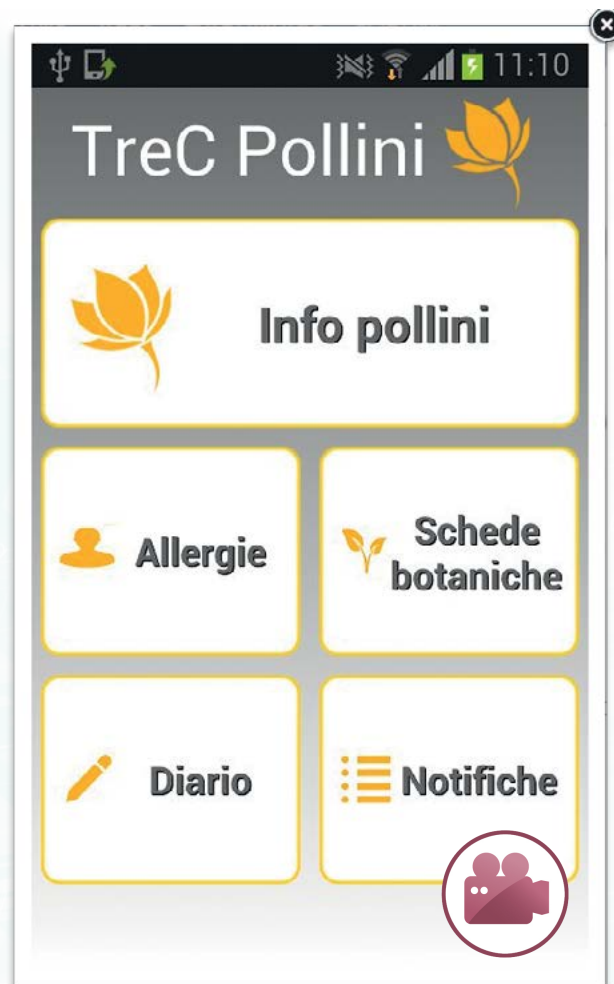 11:10
TreC Pollini
Info pollini
Allergie
Schede
botaniche
Diario
Notifiche